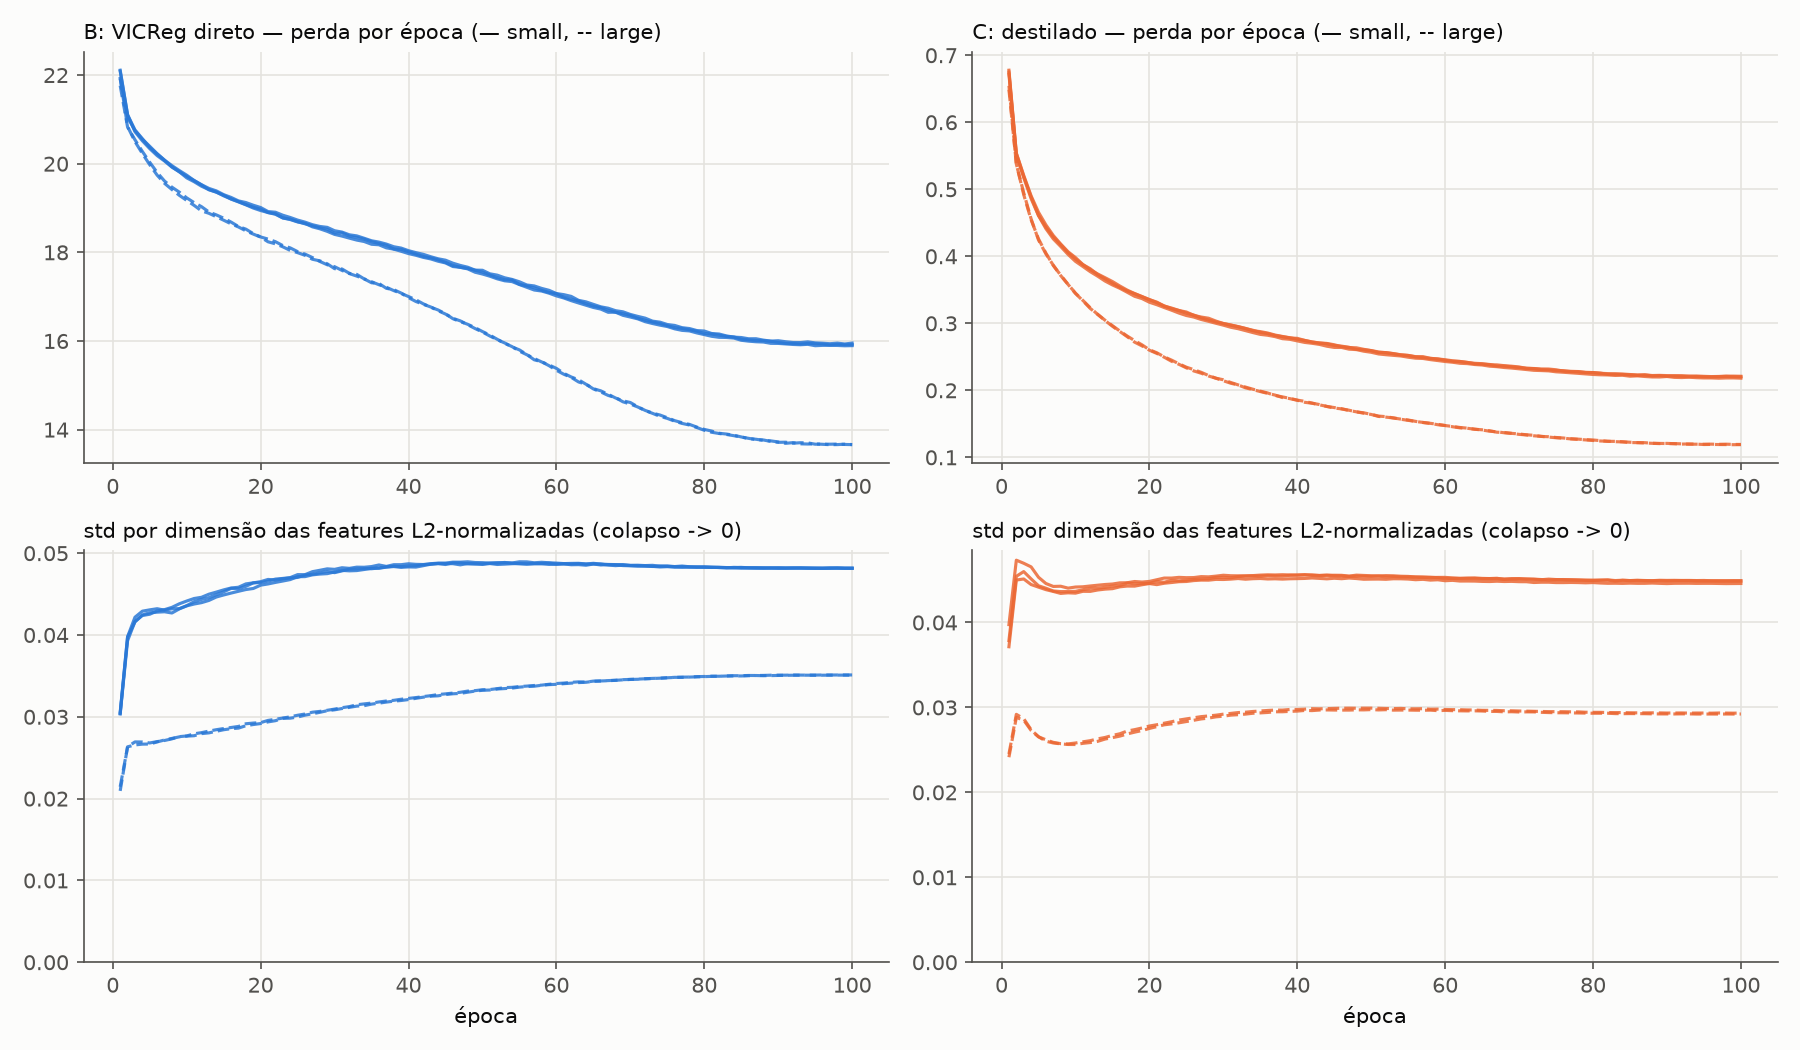 B: VICReg direto — perda por época (— small, -- large)
22
20
18
16
14
0 20 40 60 80 100
C: destilado — perda por época (— small, -- large)
0.7
0.6
0.5
0.4
0.3
0.2
0.1
0 20 40 60 80 100
std por dimensão das features L2-normalizadas (colapso -> 0)
0.05
0.04
0.03
0.02
0.01
0.00
0 20 40 60 80 100
época
std por dimensão das features L2-normalizadas (colapso -> 0)
0.04
0.03
0.02
0.01
0.00
0 20 40 60 80 100
época